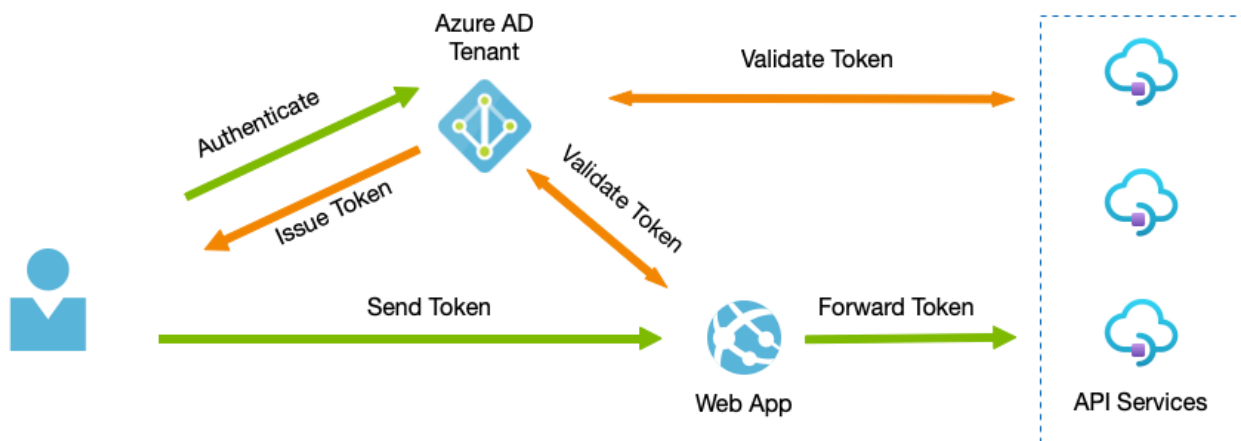 Azure AD
Tenant
Validate Token
Authenticate
Validate Token
Issue Token
Send Token
Forward Token
Web App
API Services